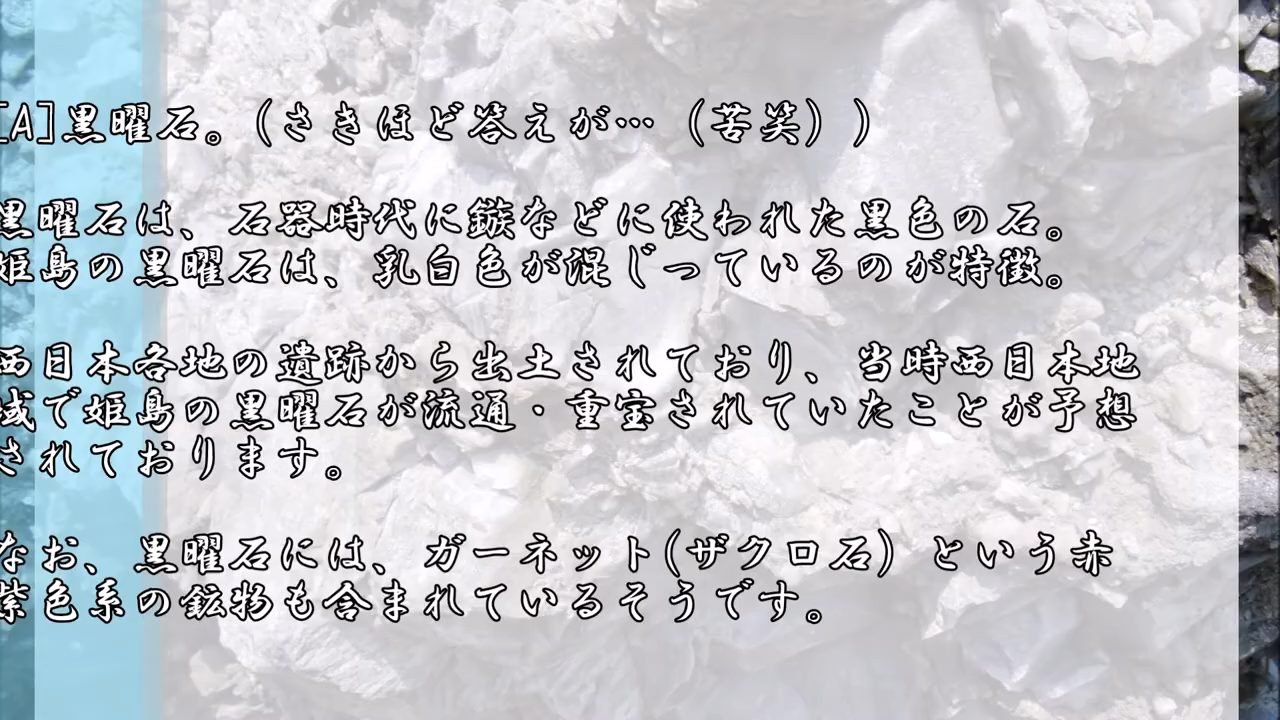 [A]黒曜石。(さきほど答えが…（苦笑）)
黒曜石は、石器時代に鏃などに使われた黒色の石。
姫島の黒曜石は、乳白色が混じっているのが特徴。
西日本各地の遺跡から出土されており、当時西日本地
域で姫島の黒曜石が流通・重宝されていたことが予想
されております。
なお、黒曜石には、ガーネット(ザクロ石) という赤
紫色系の鉱物も含まれているそうです。